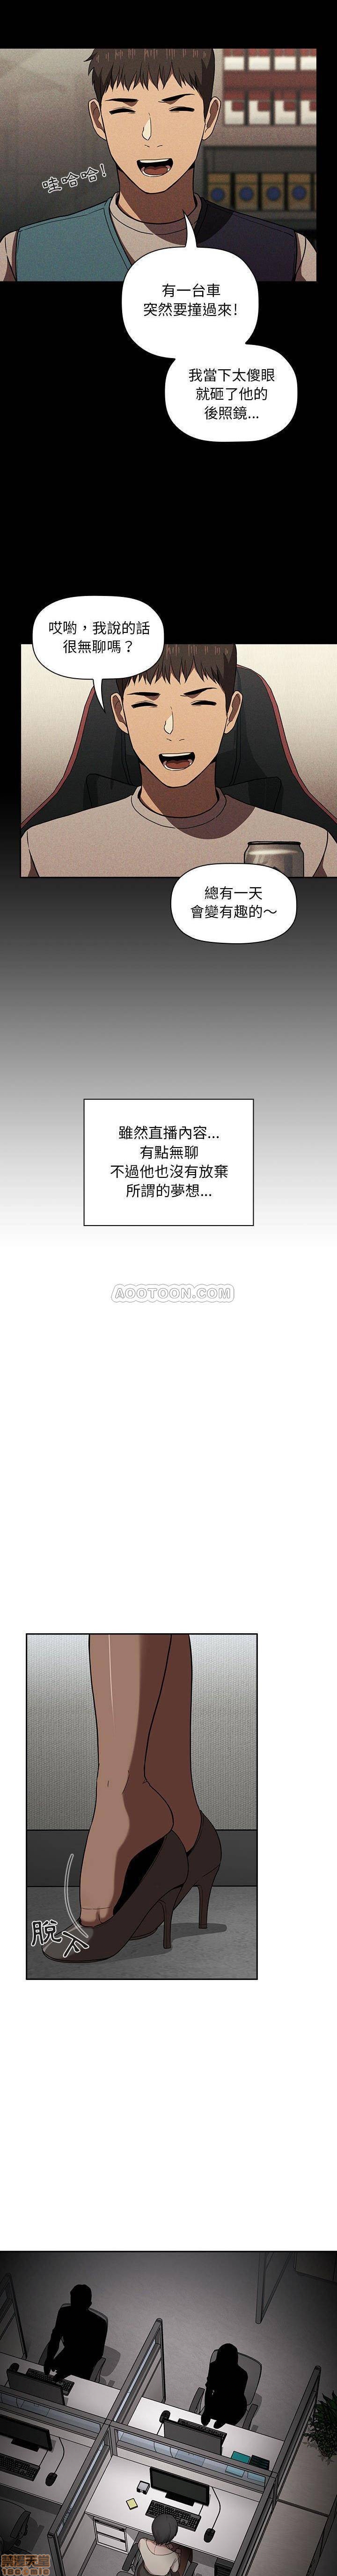 哇哈哈!
有一台車
突然要撞過來!
我當下太傻眼
就砸了他的
後照鏡...
哎喲，我說的話
很無聊嗎？
總有一天
會變有趣的～
雖然直播內容...
有點無聊
不過他也沒有放棄
所謂的夢想...
AOOTOON.COM
脫下